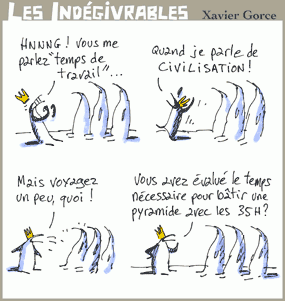 LES INDÉGIVRABLES Xavier Gorce
HNNNG ! VOUS ME
PARLEZ "TEMPS DE
TRAVAIL"...
QUAND JE PARLE DE
CIVILISATION !
MAIS VOYAGEZ
UN PEU, QUOI !
VOUS AVEZ ÉVALUÉ LE TEMPS
NÉCESSAIRE POUR BÂTIR UNE
PYRAMIDE AVEC LES 35H ?